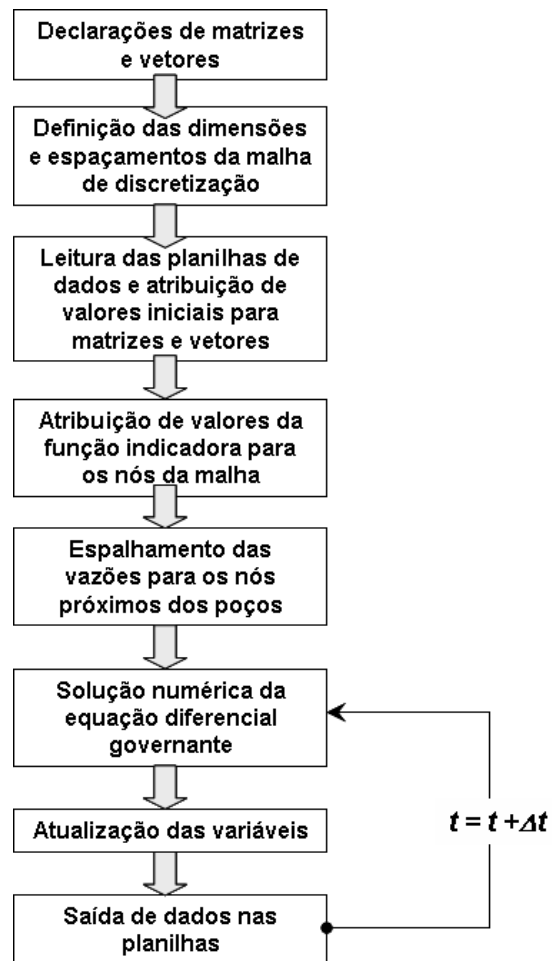 Declarações de matrizes
e vetores
Definição das dimensões
e espaçamentos da malha
de discretização
Leitura das planilhas de
dados e atribuição de
valores iniciais para
matrizes e vetores
Atribuição de valores da
função indicadora para
os nós da malha
Espalhamento das
vazões para os nós
próximos dos poços
Solução numérica da
equação diferencial
governante
Atualização das variáveis
t = t +Δt
Saída de dados nas
planilhas